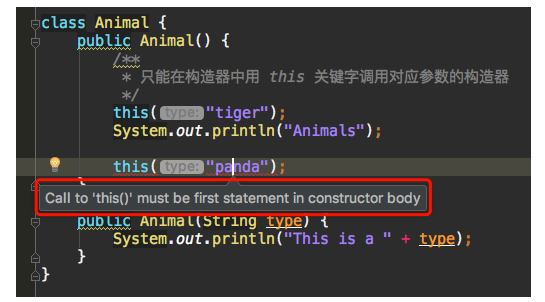 class Animal {
public Animal() {
/**
* 只能在构造器中用 this 关键字调用对应参数的构造器
*/
this( type: "tiger");
System.out.println("Animals");
this( type: "panda");
}
Call to 'this()' must be first statement in constructor body
public Animal(String type) {
System.out.println("This is a " + type);
}
}